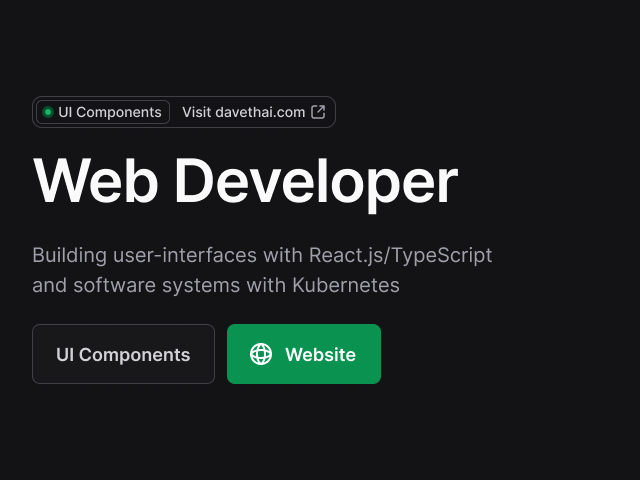 UI Components Visit davethai.com
Web Developer
Building user-interfaces with React.js/TypeScript
and software systems with Kubernetes
UI Components Website